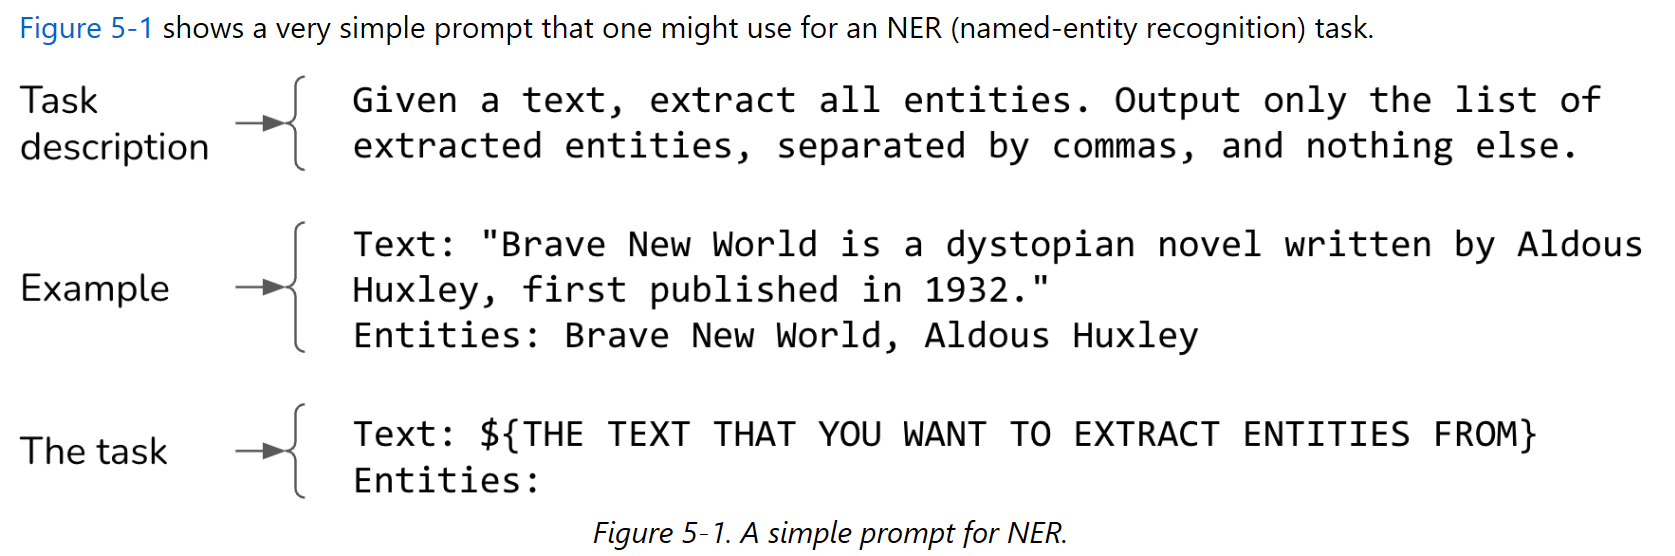 Figure 5-1 shows a very simple prompt that one might use for an NER (named-entity recognition) task.
Task
description
Given a text, extract all entities. Output only the list of
extracted entities, separated by commas, and nothing else.
Example
Text: "Brave New World is a dystopian novel written by Aldous
Huxley, first published in 1932."
Entities: Brave New World, Aldous Huxley
The task
Text: ${THE TEXT THAT YOU WANT TO EXTRACT ENTITIES FROM}
Entities:
Figure 5-1. A simple prompt for NER.